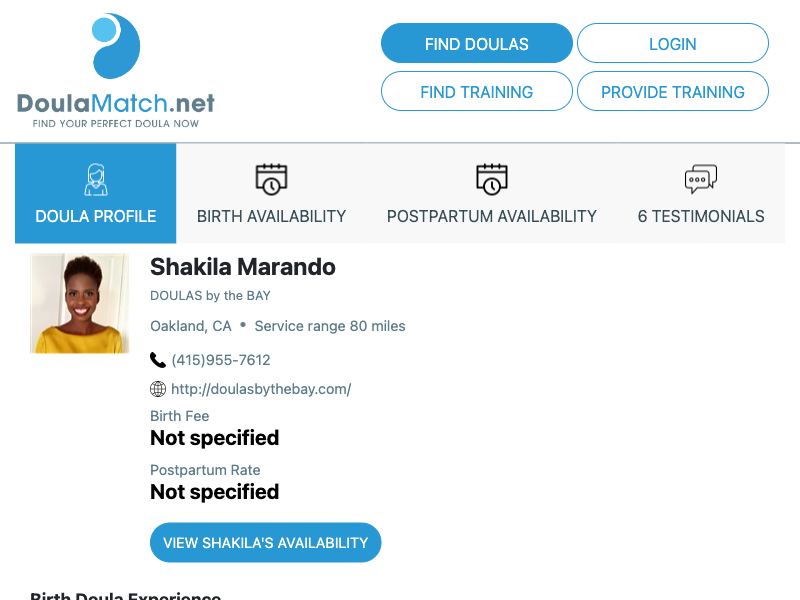 DoulaMatch.net
FIND YOUR PERFECT DOULA NOW
FIND DOULAS
LOGIN
FIND TRAINING
PROVIDE TRAINING
DOULA PROFILE
BIRTH AVAILABILITY
POSTPARTUM AVAILABILITY
6 TESTIMONIALS
Shakila Marando
DOULAS by the BAY
Oakland, CA • Service range 80 miles
(415)955-7612
http://doulasbythebay.com/
Birth Fee
Not specified
Postpartum Rate
Not specified
VIEW SHAKILA'S AVAILABILITY
Birth Doula Experience